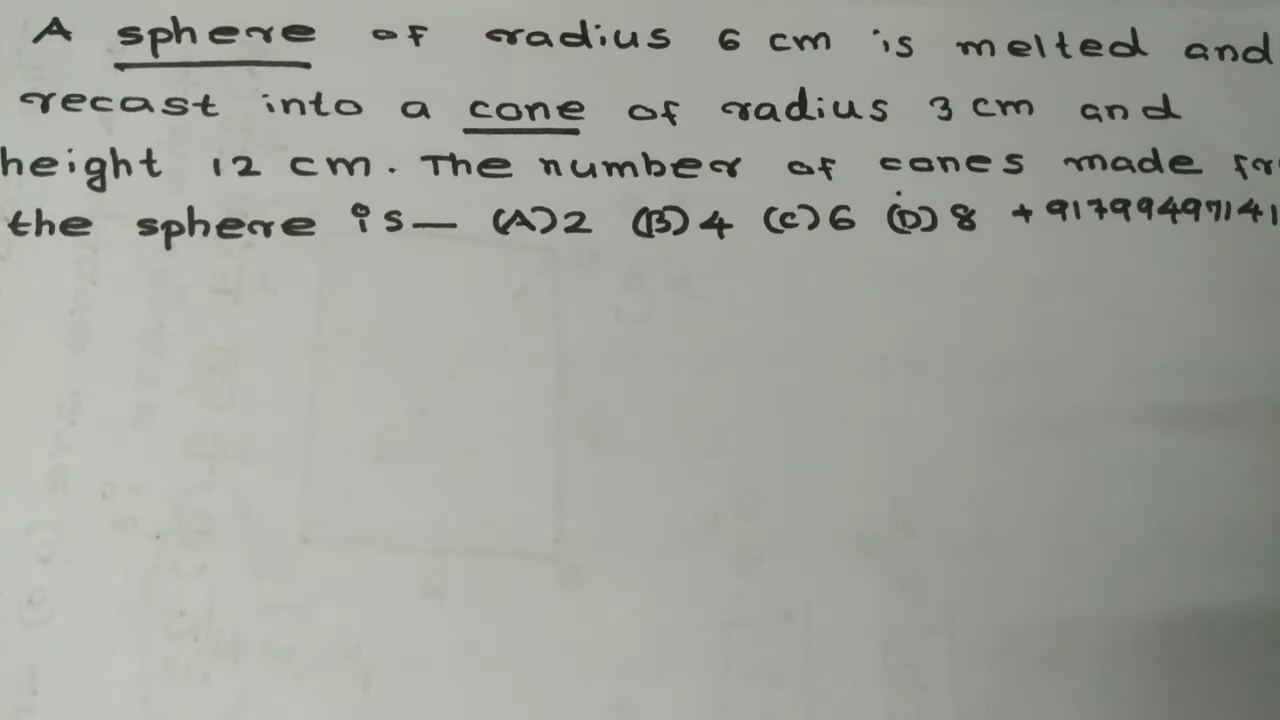 A sphere of radius 6 cm is melted and
recast into a cone of radius 3 cm and
height 12 cm. The number of cones made
the sphere is— (A) 2 (B) 4 (C) 6 (D) 8 +91799497141